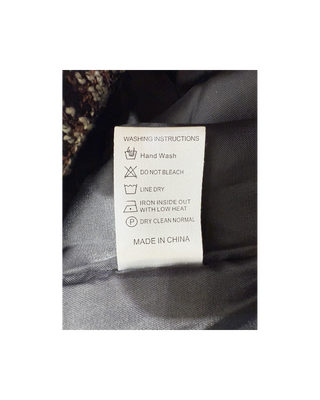 WASHING INSTRUCTIONS
Hand Wash
DO NOT BLEACH
LINE DRY
IRON INSIDE OUT
WITH LOW HEAT
P DRY CLEAN NORMAL
MADE IN CHINA